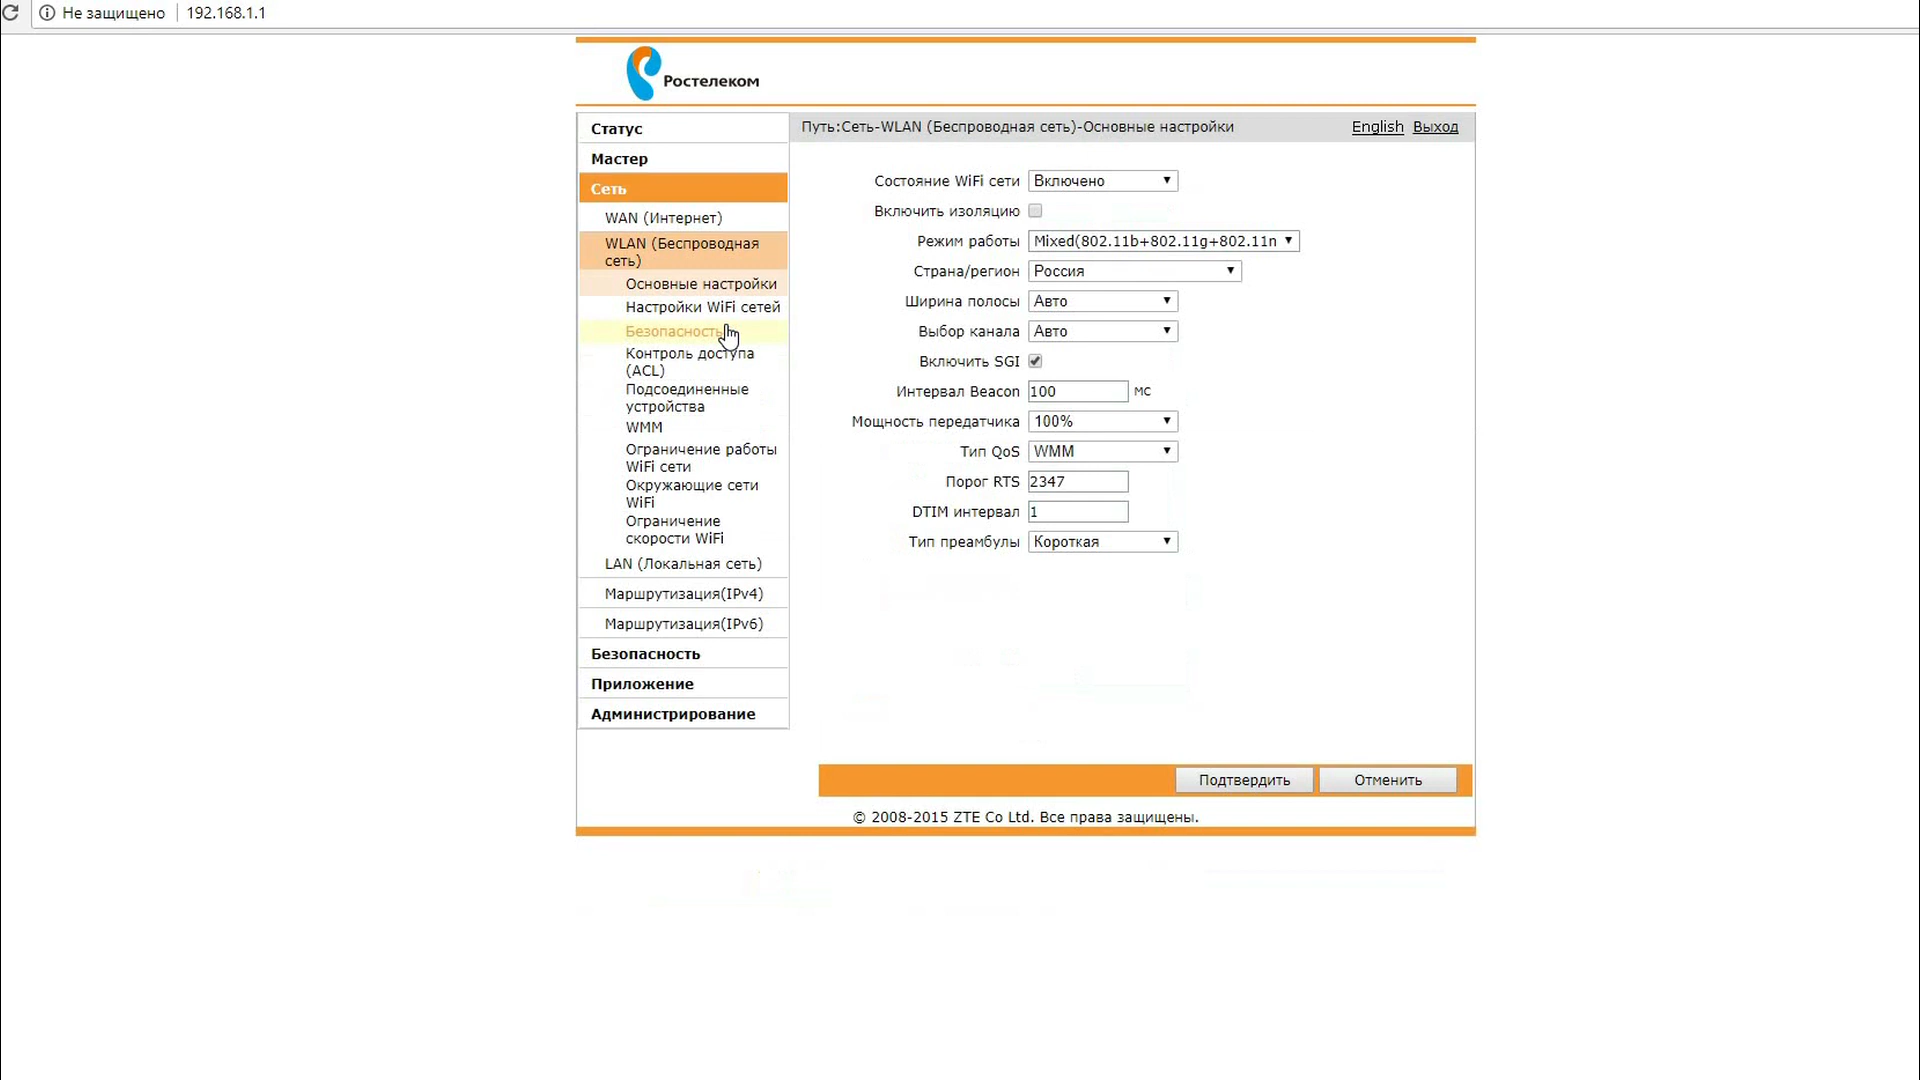 Не защищено 192.168.1.1
Ростелеком
Путь:Сеть-WLAN (Беспроводная сеть)-Основные настройки English Выход
Статус
Мастер
Сеть
WAN (Интернет)
WLAN (Беспроводная
сеть)
Основные настройки
Настройки WiFi сетей
Безопасность
Контроль доступа
(ACL)
Подсоединенные
устройства
WMM
Ограничение работы
WiFi сети
Окружающие сети
WiFi
Ограничение
скорости WiFi
LAN (Локальная сеть)
Маршрутизация(IPv4)
Маршрутизация(IPv6)
Безопасность
Приложение
Администрирование
Состояние WiFi сети Включено
Включить изоляцию
Режим работы Mixed(802.11b+802.11g+802.11n
Страна/регион Россия
Ширина полосы Авто
Выбор канала Авто
Включить SGI
Интервал Beacon 100 мс
Мощность передатчика 100%
Тип QoS WMM
Порог RTS 2347
DTIM интервал 1
Тип преамбулы Короткая
Подтвердить Отменить
© 2008-2015 ZTE Co Ltd. Все права защищены.